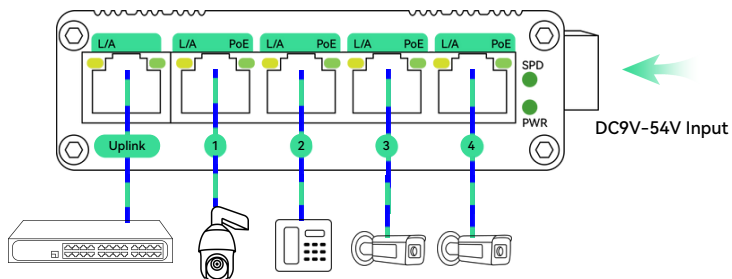 L/A
L/A PoE
L/A PoE
L/A PoE
L/A PoE
SPD
PWR
DC9V-54V Input
Uplink
1
2
3
4